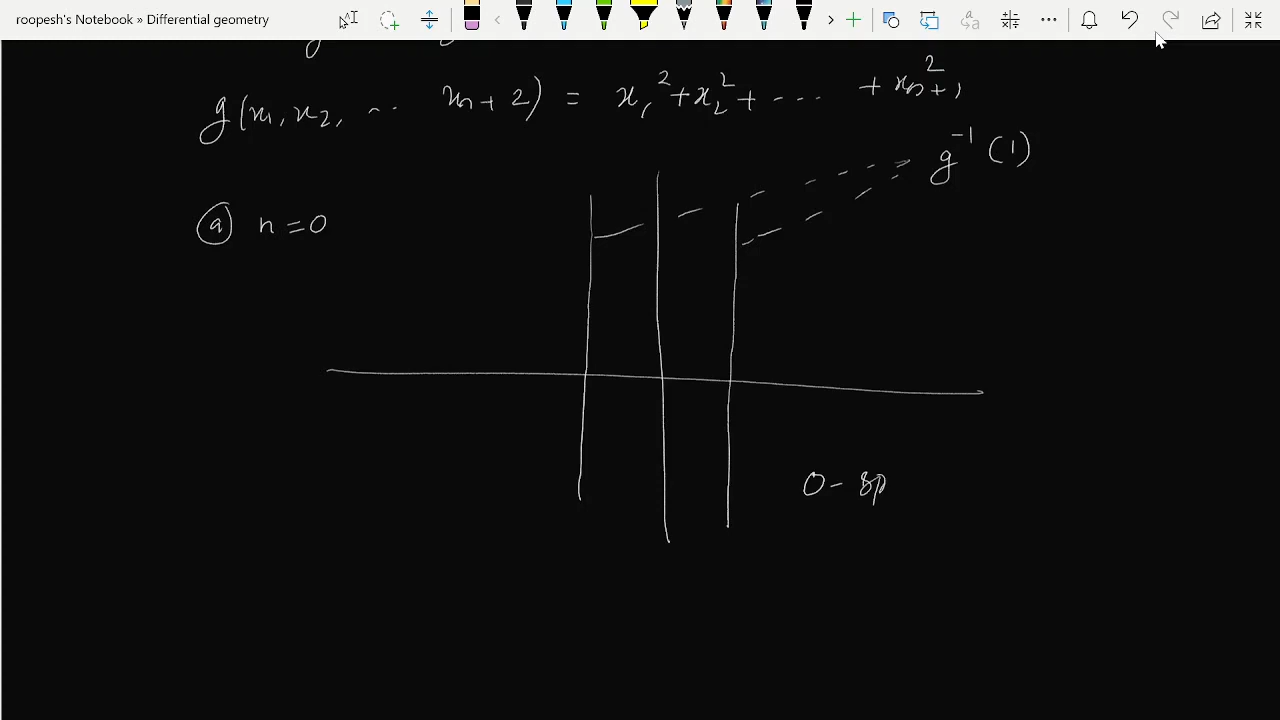 roopesh's Notebook » Differential geometry
g(x₁, x₂, ... xₙ + 2) = x₁² + x₂² + .... + xₙ₊₁²
g⁻¹ (1)
ⓐ n = 0
0 - sp